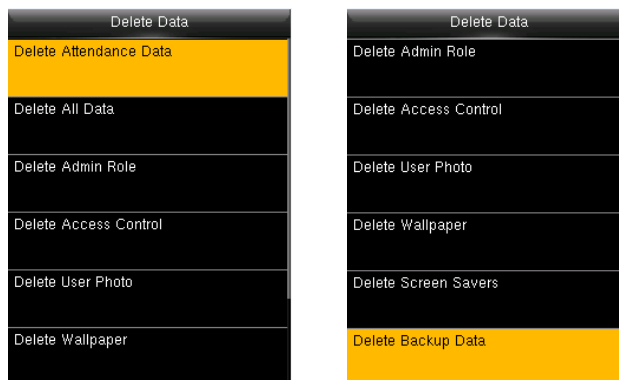 Delete Data
Delete Attendance Data
Delete All Data
Delete Admin Role
Delete Access Control
Delete User Photo
Delete Wallpaper
Delete Data
Delete Admin Role
Delete Access Control
Delete User Photo
Delete Wallpaper
Delete Screen Savers
Delete Backup Data